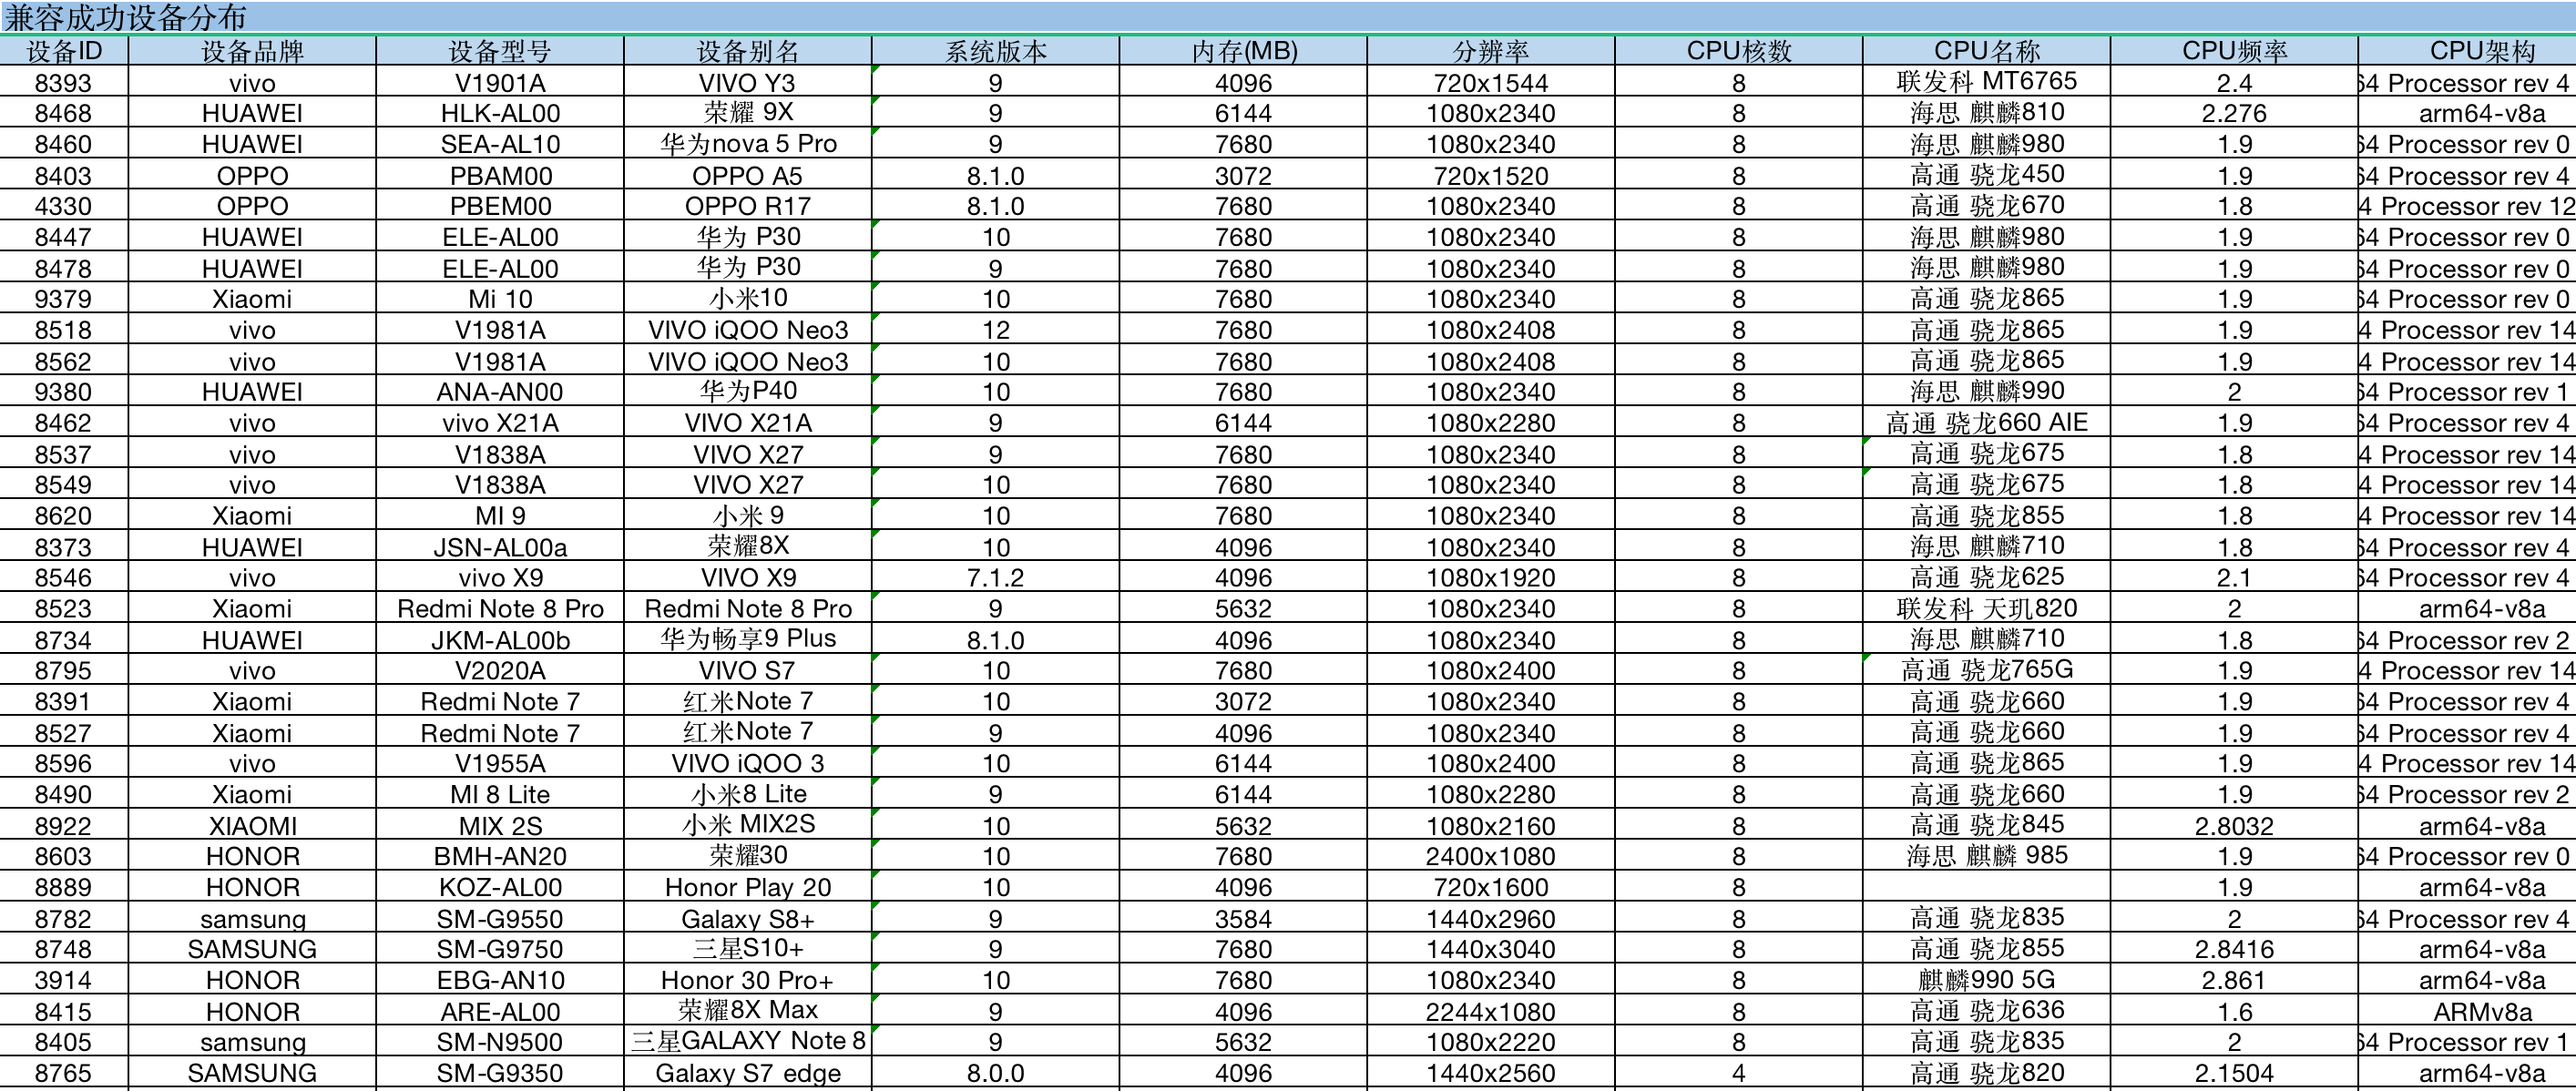 兼容成功设备分布
设备ID 设备品牌 设备型号 设备别名 系统版本 内存(MB) 分辨率 CPU核数 CPU名称 CPU频率 CPU架构
8393 vivo V1901A VIVO Y3 9 4096 720x1544 8 联发科 MT6765 2.4 64 Processor rev 4
8468 HUAWEI HLK-AL00 荣耀 9X 9 6144 1080x2340 8 海思 麒麟810 2.276 arm64-v8a
8460 HUAWEI SEA-AL10 华为nova 5 Pro 9 7680 1080x2340 8 海思 麒麟980 1.9 64 Processor rev 0
8403 OPPO PBAM00 OPPO A5 8.1.0 3072 720x1520 8 高通 骁龙450 1.9 64 Processor rev 4
4330 OPPO PBEM00 OPPO R17 8.1.0 7680 1080x2340 8 高通 骁龙670 1.8 4 Processor rev 12
8447 HUAWEI ELE-AL00 华为 P30 10 7680 1080x2340 8 海思 麒麟980 1.9 64 Processor rev 0
8478 HUAWEI ELE-AL00 华为 P30 9 7680 1080x2340 8 海思 麒麟980 1.9 64 Processor rev 0
9379 Xiaomi Mi 10 小米10 10 7680 1080x2340 8 高通 骁龙865 1.9 64 Processor rev 0
8518 vivo V1981A VIVO iQOO Neo3 12 7680 1080x2408 8 高通 骁龙865 1.9 4 Processor rev 14
8562 vivo V1981A VIVO iQOO Neo3 10 7680 1080x2408 8 高通 骁龙865 1.9 4 Processor rev 14
9380 HUAWEI ANA-AN00 华为P40 10 7680 1080x2340 8 海思 麒麟990 2 64 Processor rev 1
8462 vivo vivo X21A VIVO X21A 9 6144 1080x2280 8 高通 骁龙660 AIE 1.9 64 Processor rev 4
8537 vivo V1838A VIVO X27 9 7680 1080x2340 8 高通 骁龙675 1.8 4 Processor rev 14
8549 vivo V1838A VIVO X27 10 7680 1080x2340 8 高通 骁龙675 1.8 4 Processor rev 14
8620 Xiaomi MI 9 小米 9 10 7680 1080x2340 8 高通 骁龙855 1.8 4 Processor rev 14
8373 HUAWEI JSN-AL00a 荣耀8X 10 4096 1080x2340 8 海思 麒麟710 1.8 64 Processor rev 4
8546 vivo vivo X9 VIVO X9 7.1.2 4096 1080x1920 8 高通 骁龙625 2.1 64 Processor rev 4
8523 Xiaomi Redmi Note 8 Pro Redmi Note 8 Pro 9 5632 1080x2340 8 联发科 天玑820 2 arm64-v8a
8734 HUAWEI JKM-AL00b 华为畅享9 Plus 8.1.0 4096 1080x2340 8 海思 麒麟710 1.8 64 Processor rev 2
8795 vivo V2020A VIVO S7 10 7680 1080x2400 8 高通 骁龙765G 1.9 4 Processor rev 14
8391 Xiaomi Redmi Note 7 红米Note 7 10 3072 1080x2340 8 高通 骁龙660 1.9 64 Processor rev 4
8527 Xiaomi Redmi Note 7 红米Note 7 9 4096 1080x2340 8 高通 骁龙660 1.9 64 Processor rev 4
8596 vivo V1955A VIVO iQOO 3 10 6144 1080x2400 8 高通 骁龙865 1.9 4 Processor rev 14
8490 Xiaomi MI 8 Lite 小米8 Lite 9 6144 1080x2280 8 高通 骁龙660 1.9 64 Processor rev 2
8922 XIAOMI MIX 2S 小米 MIX2S 10 5632 1080x2160 8 高通 骁龙845 2.8032 arm64-v8a
8603 HONOR BMH-AN20 荣耀30 10 7680 2400x1080 8 海思 麒麟 985 1.9 64 Processor rev 0
8889 HONOR KOZ-AL00 Honor Play 20 10 4096 720x1600 8 1.9 arm64-v8a
8782 samsung SM-G9550 Galaxy S8+ 9 3584 1440x2960 8 高通 骁龙835 2 64 Processor rev 4
8748 SAMSUNG SM-G9750 三星S10+ 9 7680 1440x3040 8 高通 骁龙855 2.8416 arm64-v8a
3914 HONOR EBG-AN10 Honor 30 Pro+ 10 7680 1080x2340 8 麒麟990 5G 2.861 arm64-v8a
8415 HONOR ARE-AL00 荣耀8X Max 9 4096 2244x1080 8 高通 骁龙636 1.6 ARMv8a
8405 samsung SM-N9500 三星GALAXY Note 8 9 5632 1080x2220 8 高通 骁龙835 2 64 Processor rev 1
8765 SAMSUNG SM-G9350 Galaxy S7 edge 8.0.0 4096 1440x2560 4 高通 骁龙820 2.1504 arm64-v8a